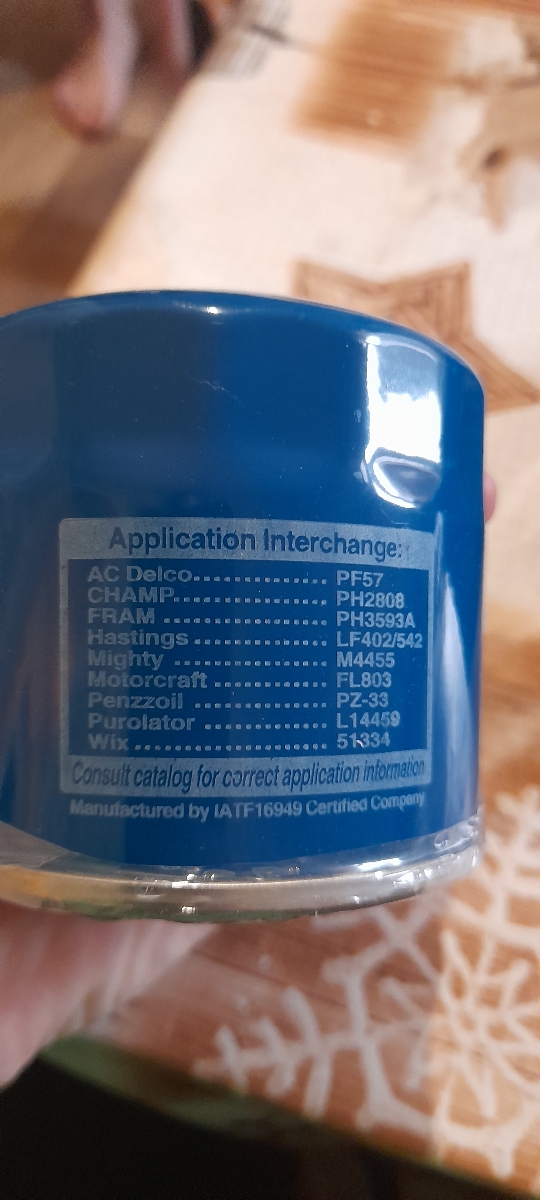 Application Interchange:
AC Delco............... PF57
CHAMP................. PH2808
FRAM ................... PH3593A
Hastings ............... LF402/542
Mighty .................. M4455
Motorcraft ............. FL803
Penzzoil ................ PZ-33
Purolator ............... L14459
Wix........................ 51334
Consult catalog for correct application information
Manufactured by IATF16949 Certified Company